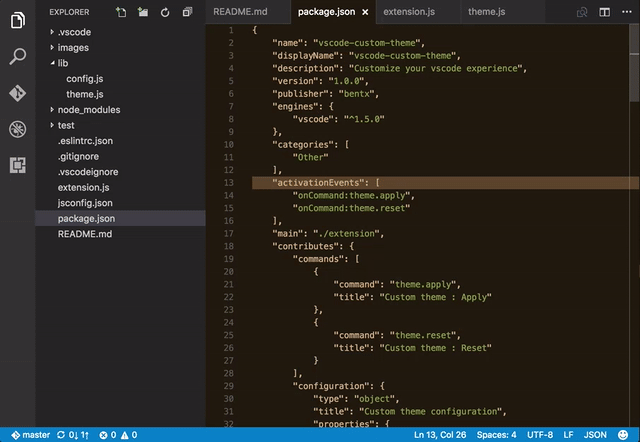 EXPLORER
.vscode
images
lib
config.js
theme.js
node_modules
test
.eslintrc.json
.gitignore
.vscodeignore
extension.js
jsconfig.json
package.json
README.md
README.md package.json extension.js theme.js
1 {
2 "name": "vscode-custom-theme",
3 "displayName": "vscode-custom-theme",
4 "description": "Customize your vscode experience",
5 "version": "1.0.0",
6 "publisher": "bentx",
7 "engines": {
8 "vscode": "^1.5.0"
9 },
10 "categories": [
11 "Other"
12 ],
13 "activationEvents": [
14 "onCommand:theme.apply",
15 "onCommand:theme.reset"
16 ],
17 "main": "./extension",
18 "contributes": {
19 "commands": [
20 {
21 "command": "theme.apply",
22 "title": "Custom theme : Apply"
23 },
24 {
25 "command": "theme.reset",
26 "title": "Custom theme : Reset"
27 }
28 ],
29 "configuration": {
30 "type": "object",
31 "title": "Custom theme configuration",
32 "properties": {
master 0↓ 1↑ 0 0 Ln 13, Col 26 Spaces: 4 UTF-8 LF JSON